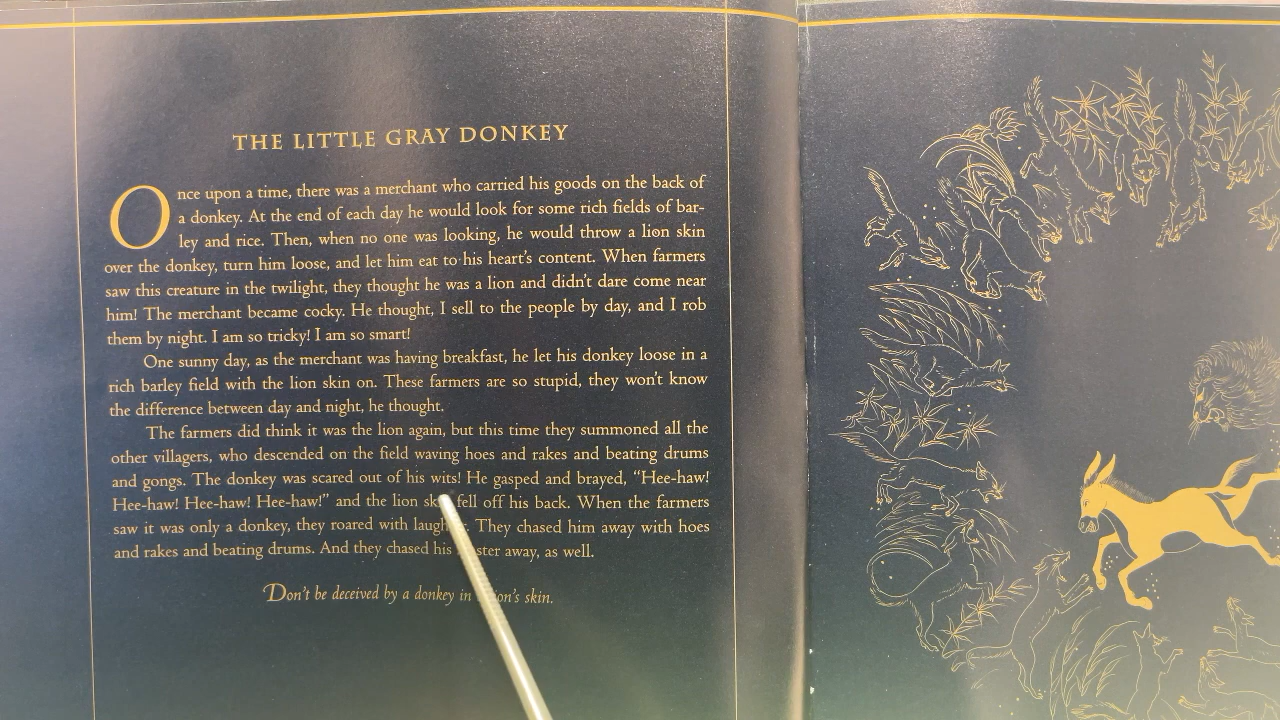 THE LITTLE GRAY DONKEY
Once upon a time, there was a merchant who carried his goods on the back of
a donkey. At the end of each day he would look for some rich fields of bar-
ley and rice. Then, when no one was looking, he would throw a lion skin
over the donkey, turn him loose, and let him eat to his heart's content. When farmers
saw this creature in the twilight, they thought he was a lion and didn't dare come near
him! The merchant became cocky. He thought, I sell to the people by day, and I rob
them by night. I am so tricky! I am so smart!
One sunny day, as the merchant was having breakfast, he let his donkey loose in a
rich barley field with the lion skin on. These farmers are so stupid, they won't know
the difference between day and night, he thought.
The farmers did think it was the lion again, but this time they summoned all the
other villagers, who descended on the field waving hoes and rakes and beating drums
and gongs. The donkey was scared out of his wits! He gasped and brayed, “Hee-haw!
Hee-haw! Hee-haw! Hee-haw!” and the lion fell off his back. When the farmers
saw it was only a donkey, they roared with They chased him away with hoes
and rakes and beating drums. And they chased his away, as well.
Don't be deceived by a donkey in skin.